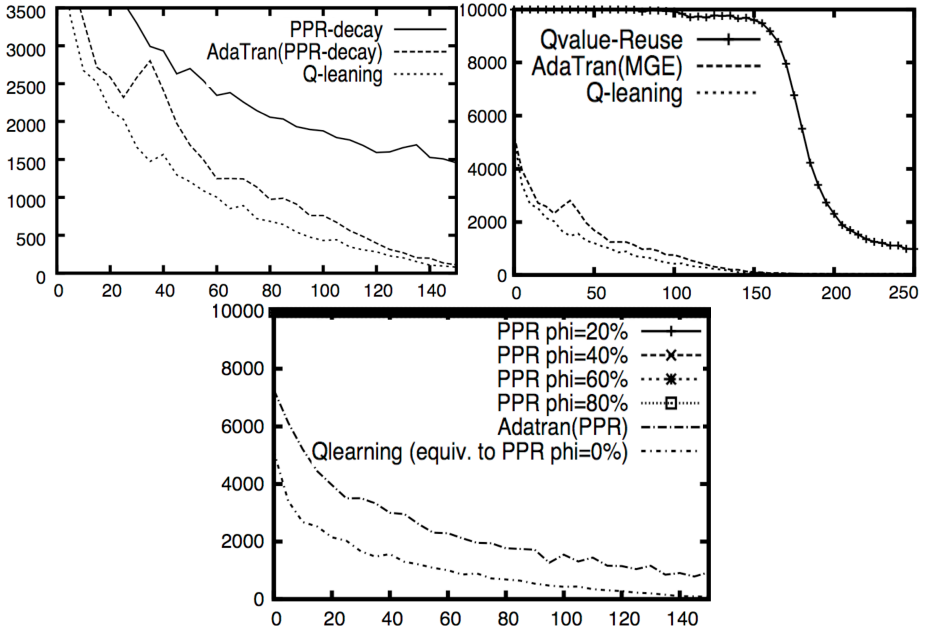 3500
3000
2500
2000
1500
1000
500
0
PPR-decay
AdaTran(PPR-decay)
Q-leaning
0 20 40 60 80 100 120 140
10000
8000
6000
4000
2000
0
Qvalue-Reuse
AdaTran(MGE)
Q-leaning
0 50 100 150 200 250
10000
8000
6000
4000
2000
0
PPR phi=20%
PPR phi=40%
PPR phi=60%
PPR phi=80%
Adatran(PPR)
Qlearning (equiv. to PPR phi=0%)
0 20 40 60 80 100 120 140